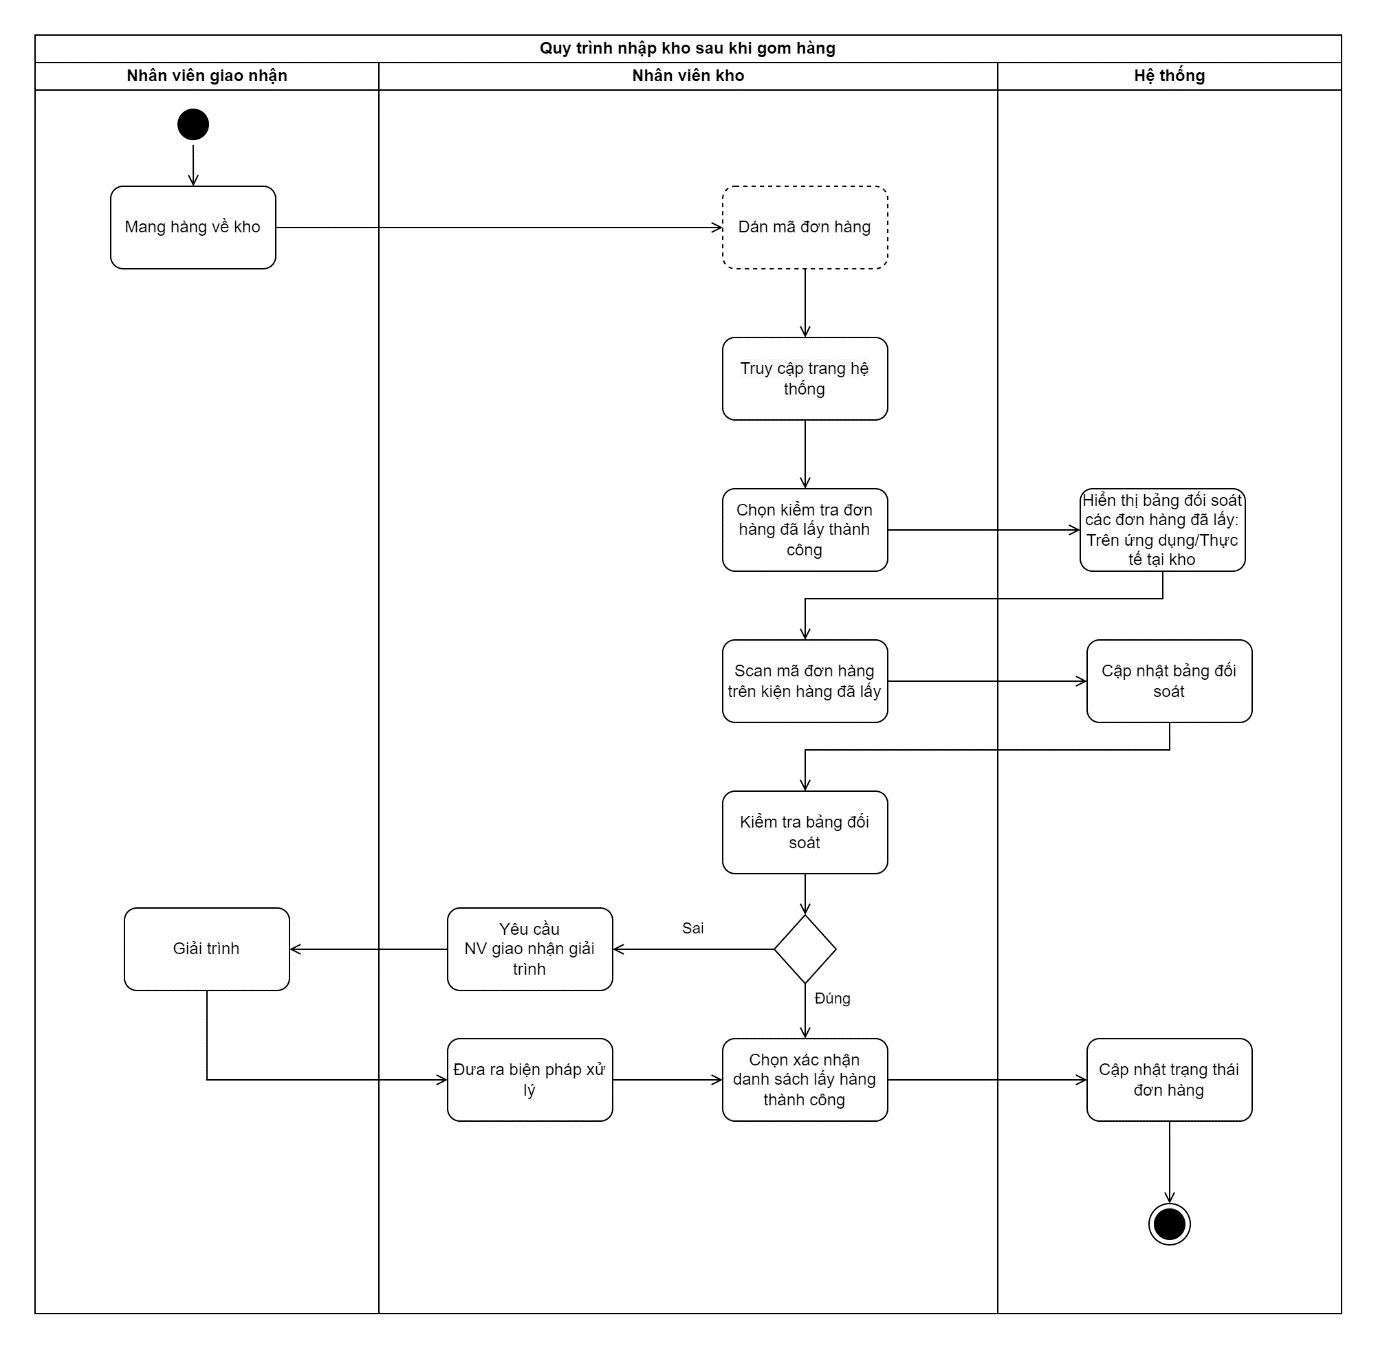 Quy trình nhập kho sau khi gom hàng
Nhân viên giao nhận
Nhân viên kho
Hệ thống
Mang hàng về kho
Dán mã đơn hàng
Truy cập trang hệ
thống
Chọn kiểm tra đơn
hàng đã lấy thành
công
Hiển thị bảng đối soát
các đơn hàng đã lấy:
Trên ứng dụng/Thực
tế tại kho
Scan mã đơn hàng
trên kiện hàng đã lấy
Cập nhật bảng đối
soát
Kiểm tra bảng đối
soát
Sai
Yêu cầu
NV giao nhận giải
trình
Giải trình
Đúng
Đưa ra biện pháp xử
lý
Chọn xác nhận
danh sách lấy hàng
thành công
Cập nhật trạng thái
đơn hàng